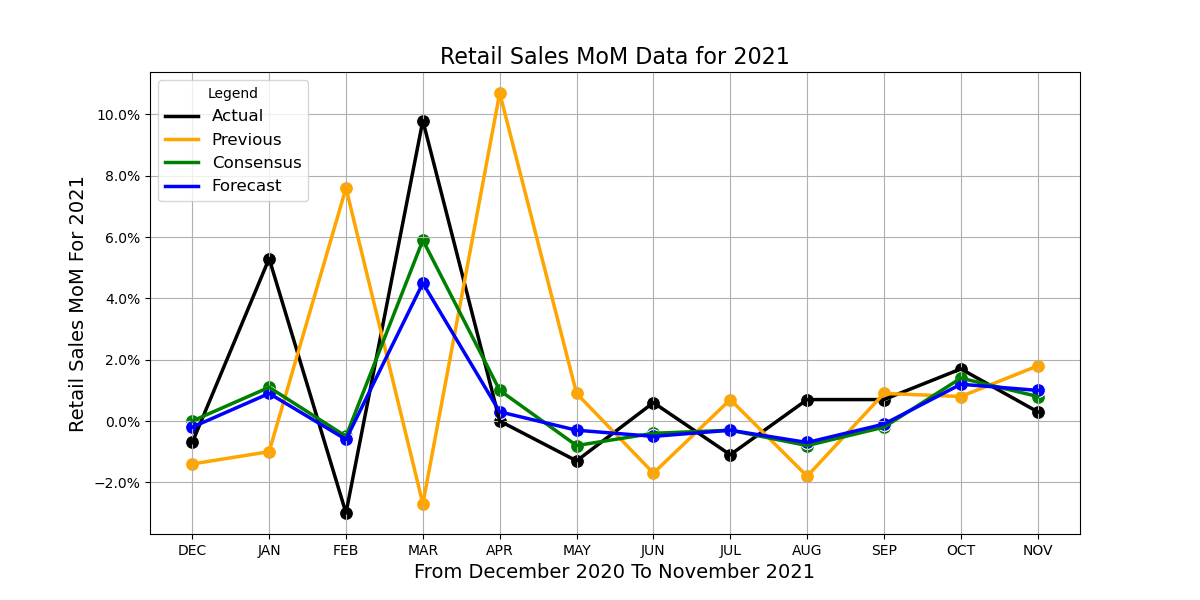 Retail Sales MoM Data for 2021
Legend
Actual
Previous
Consensus
Forecast
10.0%
8.0%
6.0%
4.0%
2.0%
0.0%
−2.0%
Retail Sales MoM For 2021
DEC JAN FEB MAR APR MAY JUN JUL AUG SEP OCT NOV
From December 2020 To November 2021